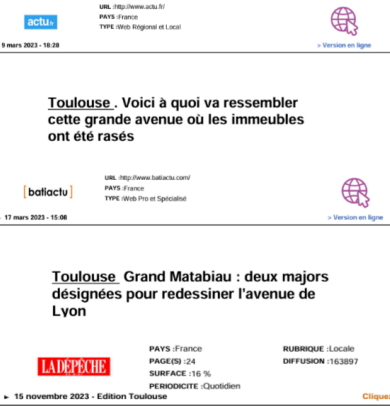 URL :http://www.actu.fr/
actu.fr
PAYS :France
TYPE :Web Régional et Local
9 mars 2023 - 18:28
> Version en ligne
Toulouse . Voici à quoi va ressembler
cette grande avenue où les immeubles
ont été rasés
URL :http://www.batiactu.com/
[ batiactu ]
PAYS :France
TYPE :Web Pro et Spécialisé
17 mars 2023 - 15:08
> Version en ligne
Toulouse Grand Matabiau : deux majors
désignées pour redessiner l'avenue de
Lyon
PAYS :France
RUBRIQUE :Locale
LA DEPECHE
PAGE(S) :24
DIFFUSION :163897
SURFACE :16 %
PERIODICITE :Quotidien
► 15 novembre 2023 - Edition Toulouse
Cliquez